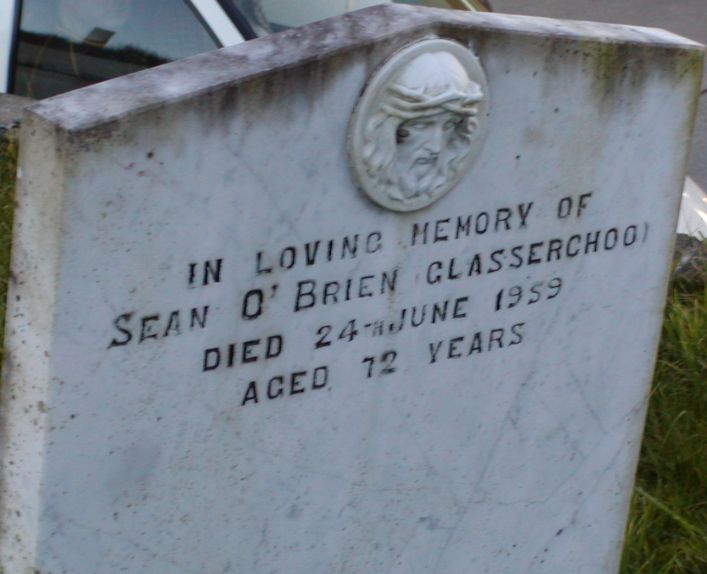 IN LOVING MEMORY OF
SEAN O'BRIEN GLASSERCHOO
DIED 24TH JUNE 1959
AGED 72 YEARS